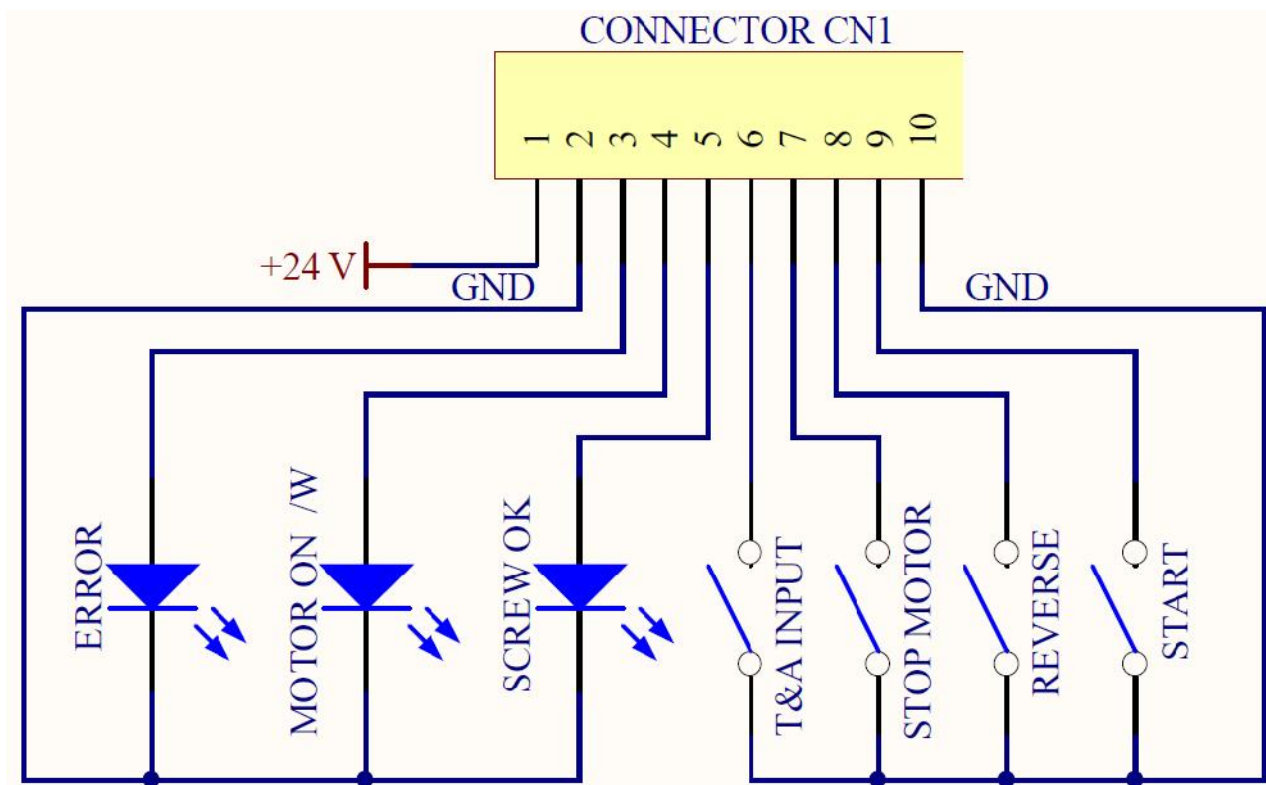 CONNECTOR CN1
1
2
3
4
5
6
7
8
9
10
+24 V
GND
GND
ERROR
MOTOR ON /W
SCREW OK
T&A INPUT
STOP MOTOR
REVERSE
START